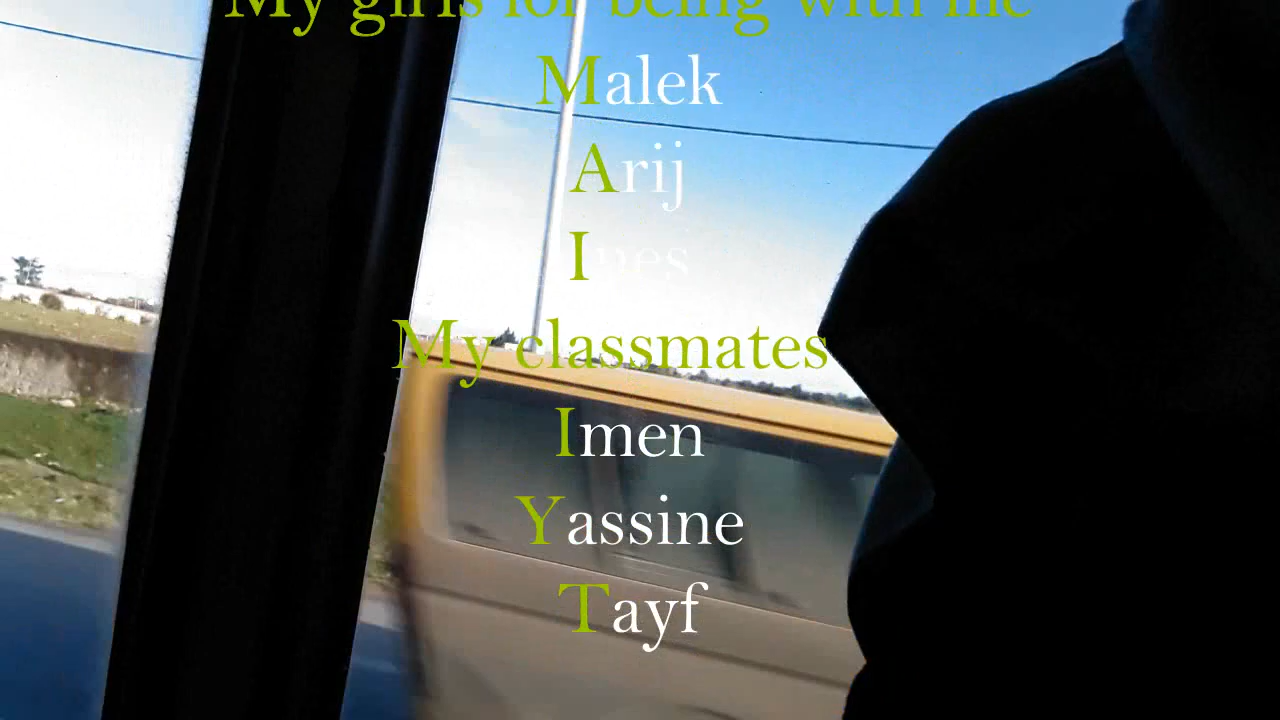 My girls for being with me
Malek
Arij
Ines
My classmates
Imen
Yassine
Tayf